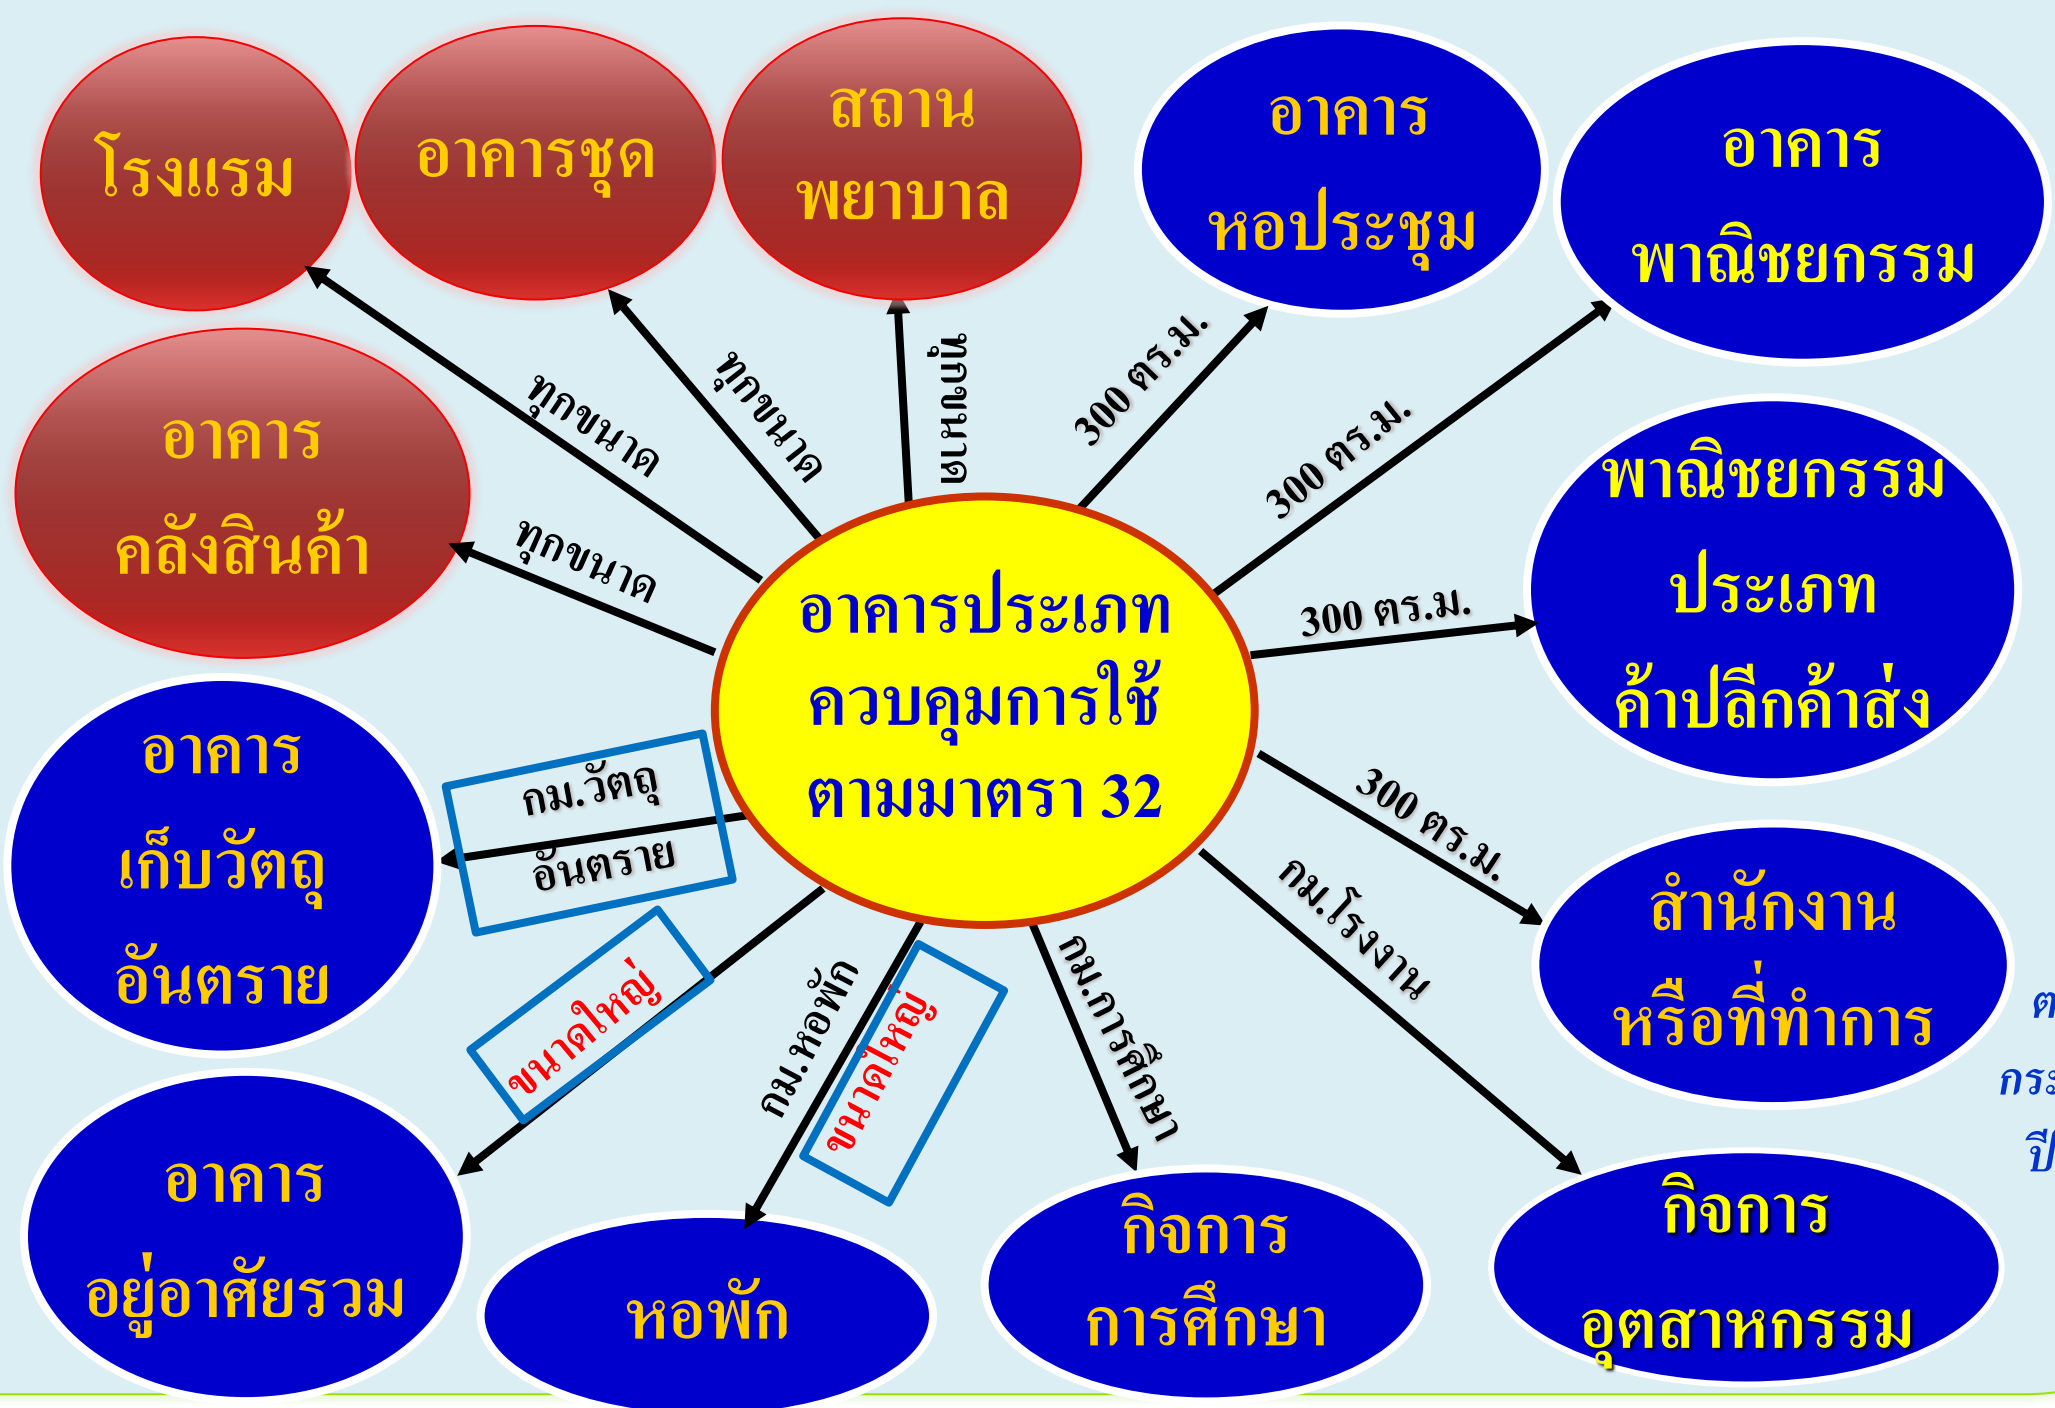 โรงแรม
อาคารชุด
สถาน
พยาบาล
อาคาร
หอประชุม
อาคาร
พาณิชยกรรม
ทุกขนาด
ทุกขนาด
ทุกขนาด
300 ตร.ม.
300 ตร.ม.
อาคาร
คลังสินค้า
ทุกขนาด
อาคารประเภท
ควบคุมการใช้
ตามมาตรา 32
300 ตร.ม.
พาณิชยกรรม
ประเภท
ค้าปลีกค้าส่ง
อาคาร
เก็บวัตถุ
อันตราย
กม.วัตถุ
อันตราย
300 ตร.ม.
สำนักงาน
หรือที่ทำการ
ขนาดใหญ่
กม.หอพัก
ขนาดใหญ่
กม.การศึกษา
กม.โรงงาน
ต
กระ
ปี
อาคาร
อยู่อาศัยรวม
หอพัก
กิจการ
การศึกษา
กิจการ
อุตสาหกรรม